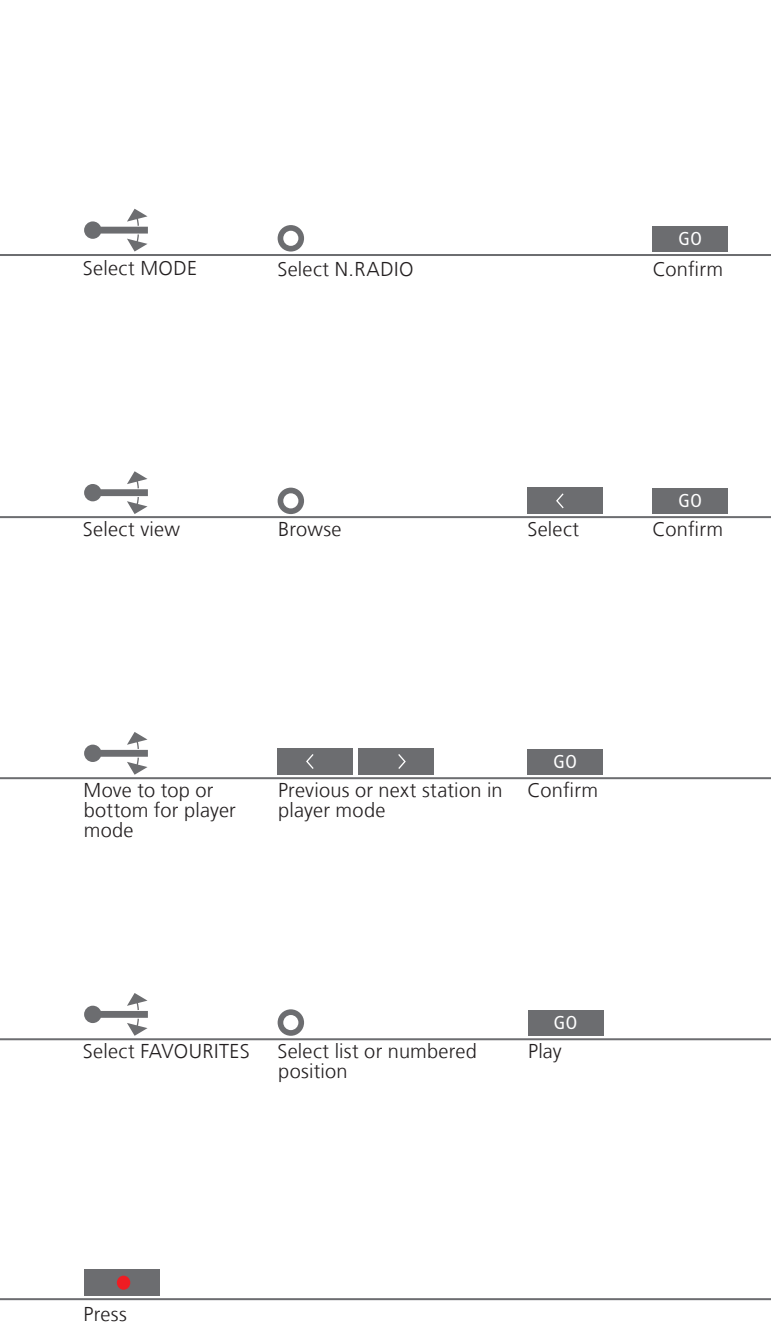 GO
Select MODE Select N.RADIO Confirm
< GO
Select view Browse Select Confirm
< > GO
Move to top or Previous or next station in Confirm
bottom for player player mode
mode
GO
Select FAVOURITES Select list or numbered Play
position
Press